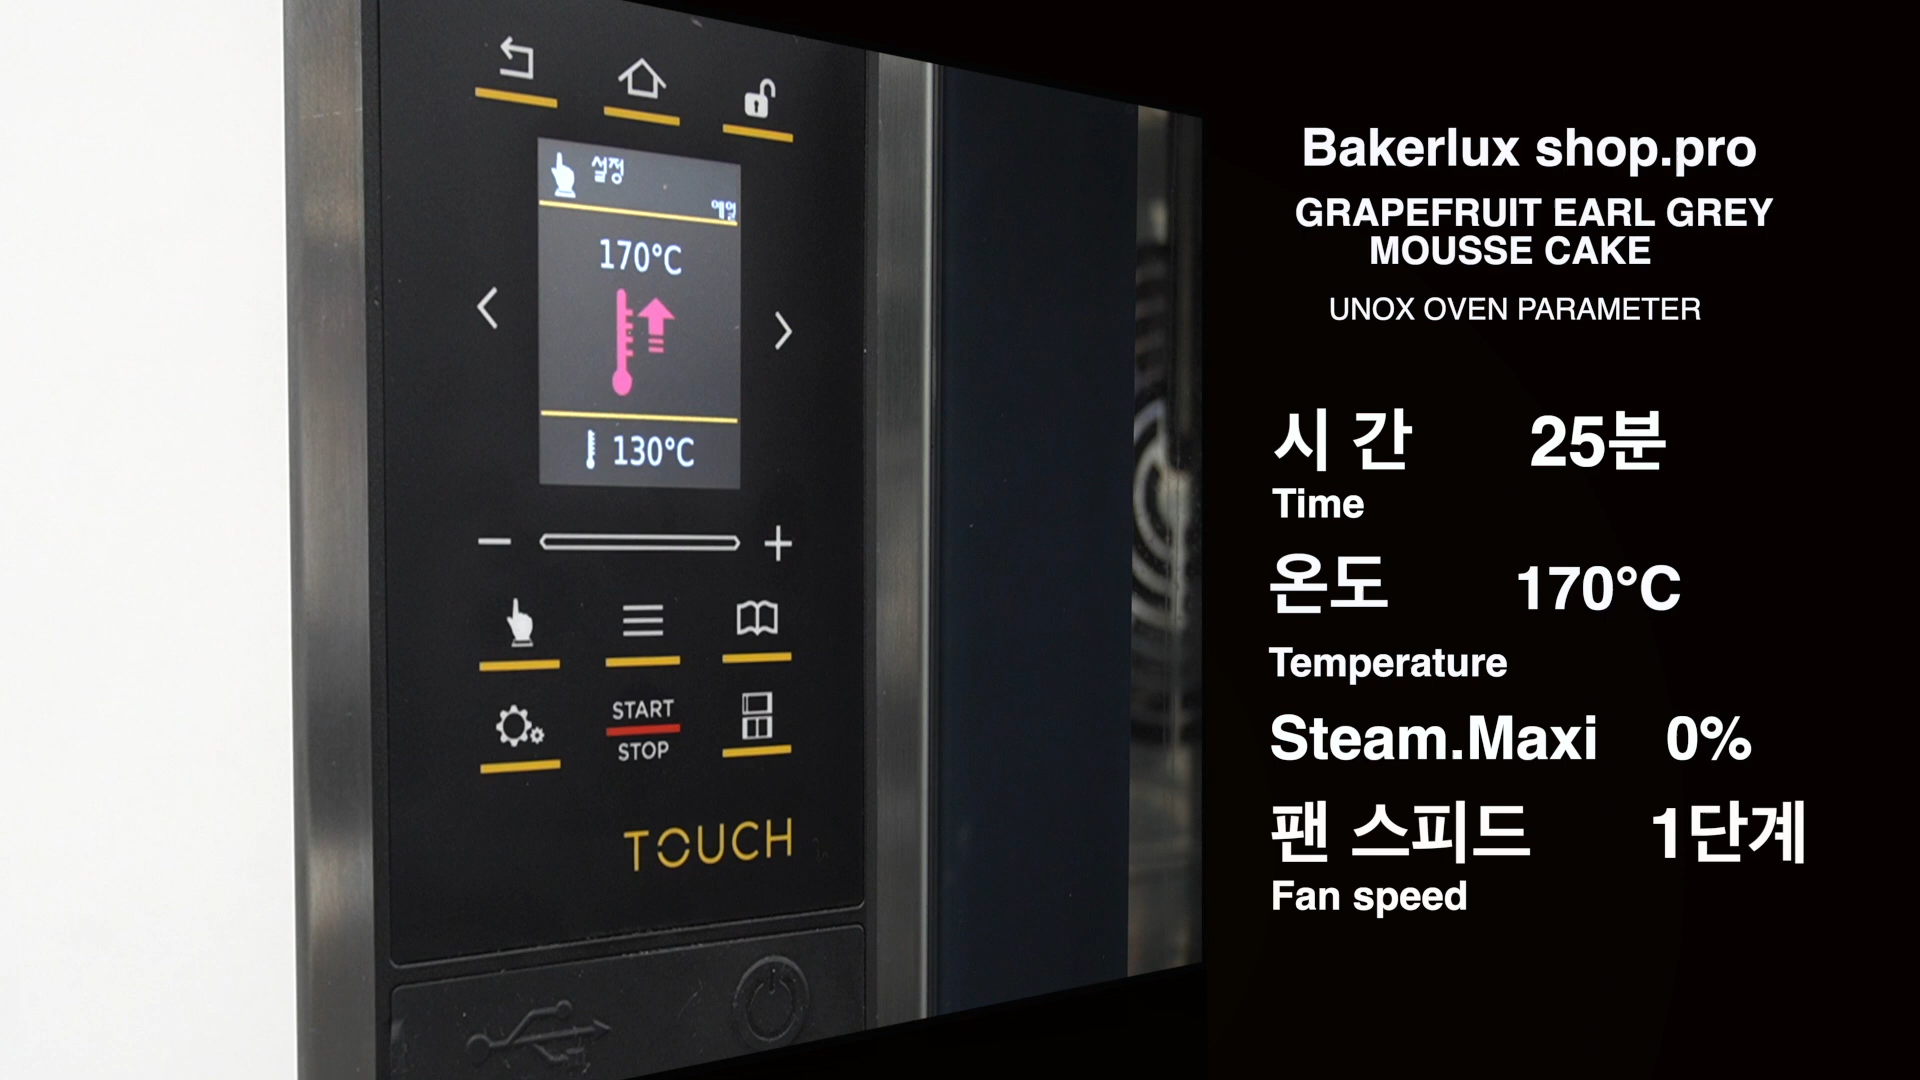 설정
예열
170°C
130°C
START
STOP
TOUCH
Bakerlux shop.pro
GRAPEFRUIT EARL GREY
MOUSSE CAKE
UNOX OVEN PARAMETER
시 간 25분
Time
온도 170°C
Temperature
Steam.Maxi 0%
팬 스피드 1단계
Fan speed